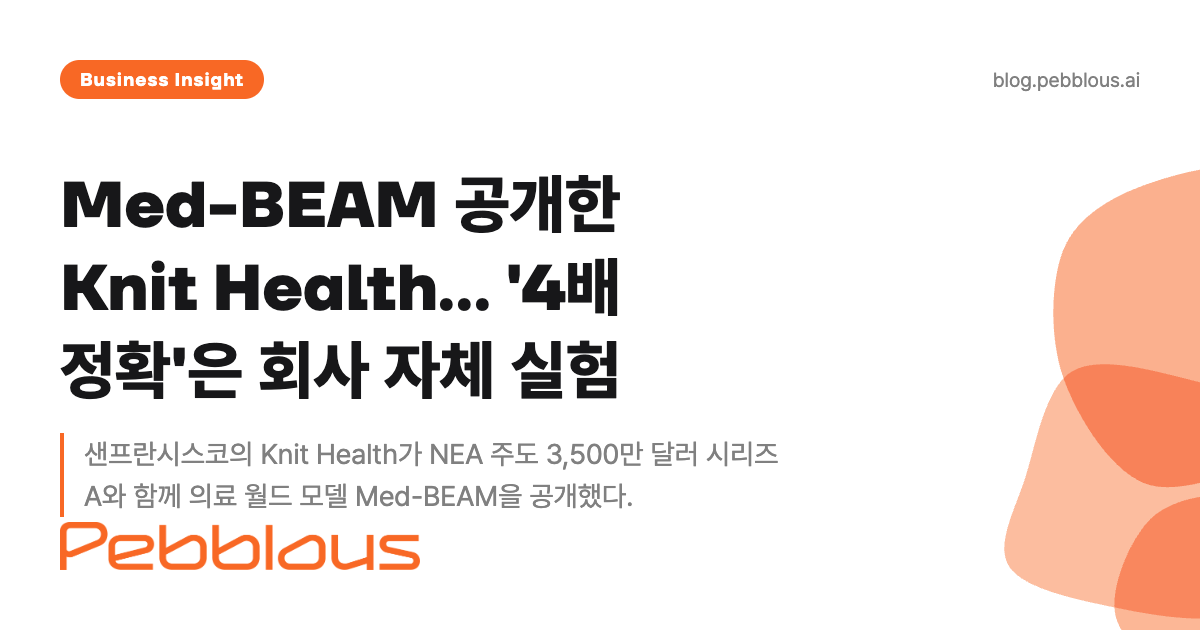 Business Insight
blog.pebblous.ai
Med-BEAM 공개한
Knit Health... '4배
정확'은 회사 자체 실험
샌프란시스코의 Knit Health가 NEA 주도 3,500만 달러 시리즈
A와 함께 의료 월드 모델 Med-BEAM을 공개했다.
Pebblous